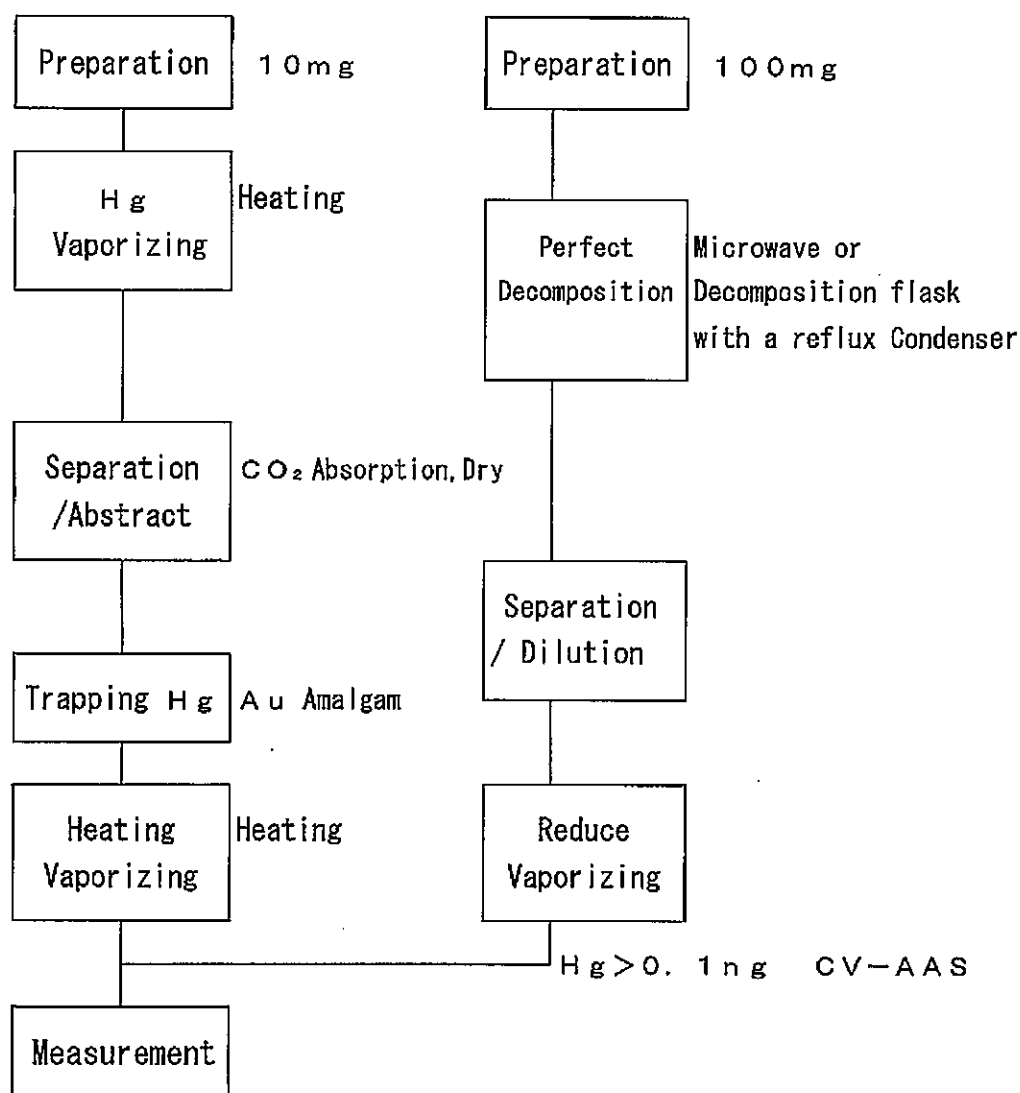 Preparation 10mg
Hg
Vaporizing
Heating
Separation
/Abstract
CO₂ Absorption, Dry
Trapping Hg
Au Amalgam
Heating
Vaporizing
Heating
Preparation 100mg
Perfect
Decomposition
Microwave or
Decomposition flask
with a reflux Condenser
Separation
/ Dilution
Reduce
Vaporizing
Hg>0.1ng CV-AAS
Measurement